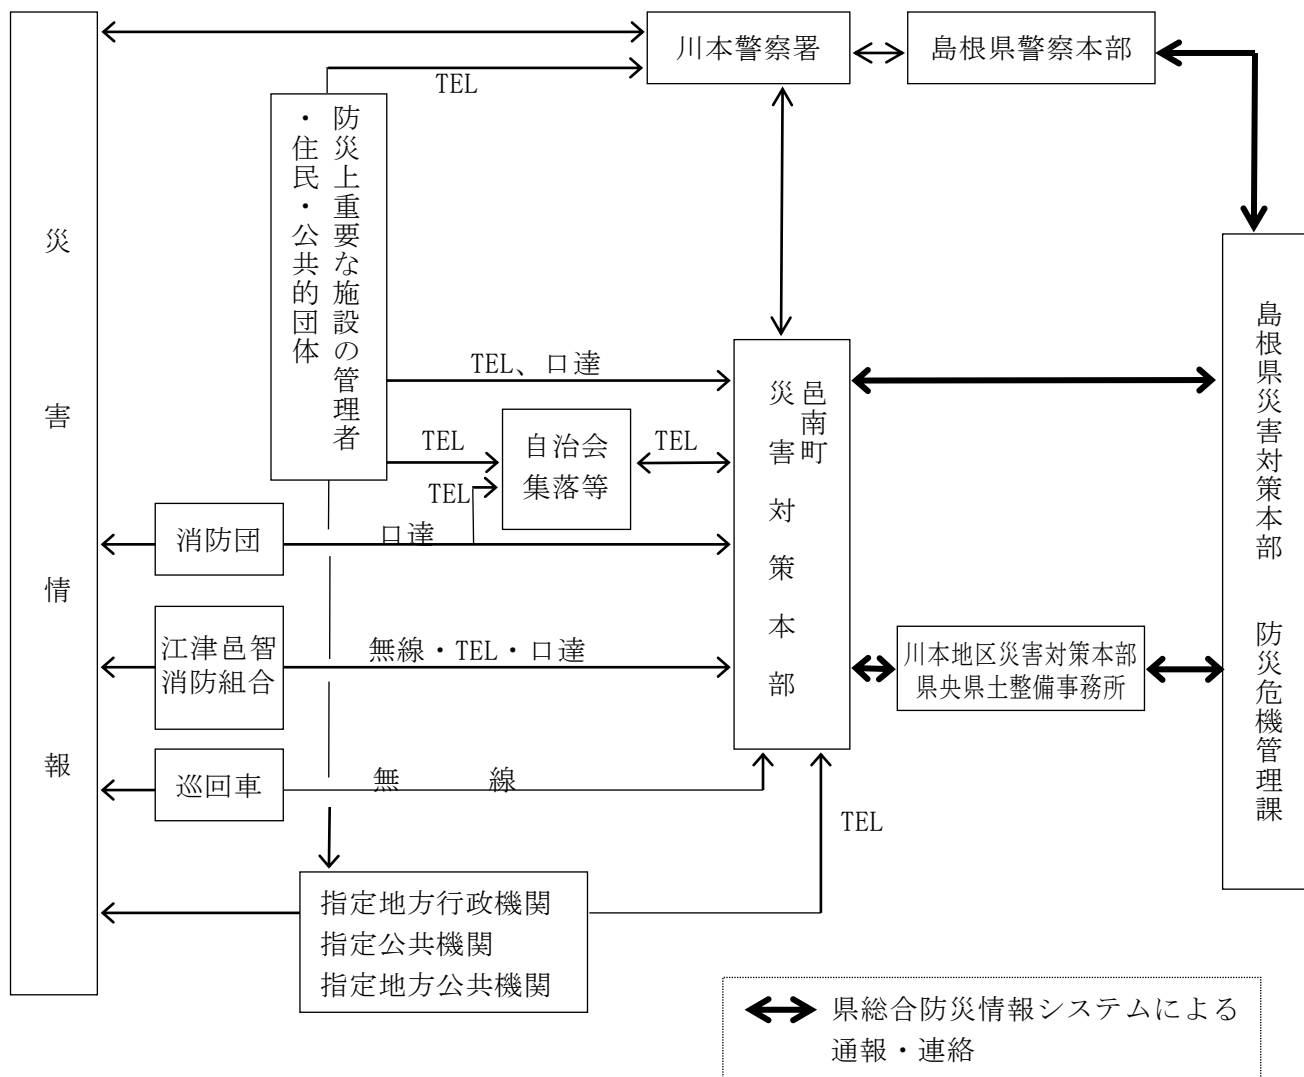 災害情報
川本警察署
島根県警察本部
TEL
防災上重要な施設の管理者
・住民・公共的団体
TEL、口達
邑南町
災害対策本部
島根県災害対策本部 防災危機管理課
TEL
自治会
集落等
TEL
TEL
消防団
口達
江津邑智
消防組合
無線・TEL・口達
川本地区災害対策本部
県央県土整備事務所
巡回車
無線
TEL
指定地方行政機関
指定公共機関
指定地方公共機関
県総合防災情報システムによる
通報・連絡